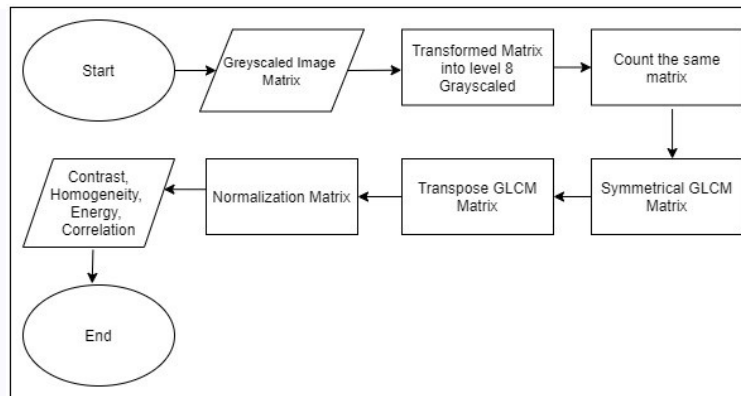 Start
Greyscaled Image
Matrix
Transformed Matrix
into level 8
Grayscaled
Count the same
matrix
Symmetrical GLCM
Matrix
Transpose GLCM
Matrix
Normalization Matrix
Contrast,
Homogeneity,
Energy,
Correlation
End